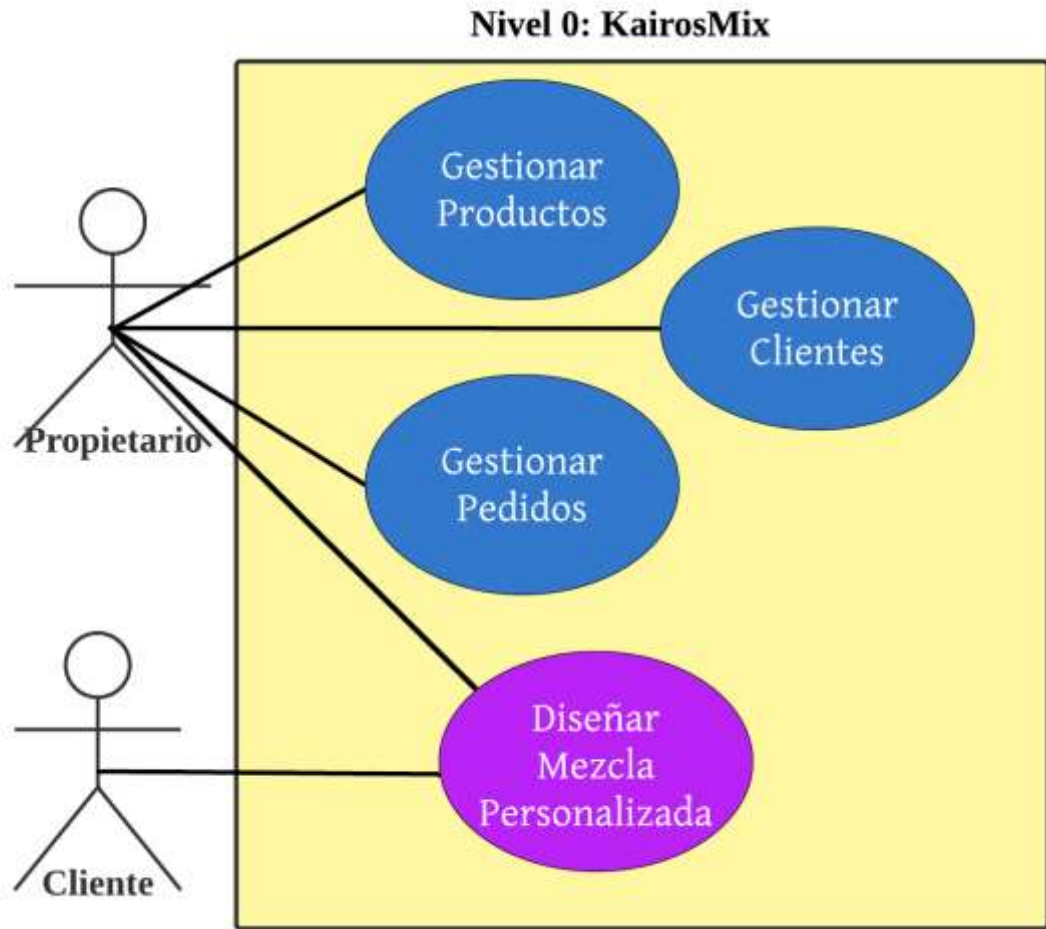 Nivel 0: KairosMix
Gestionar
Productos
Gestionar
Clientes
Propietario
Gestionar
Pedidos
Diseñar
Mezcla
Personalizada
Cliente